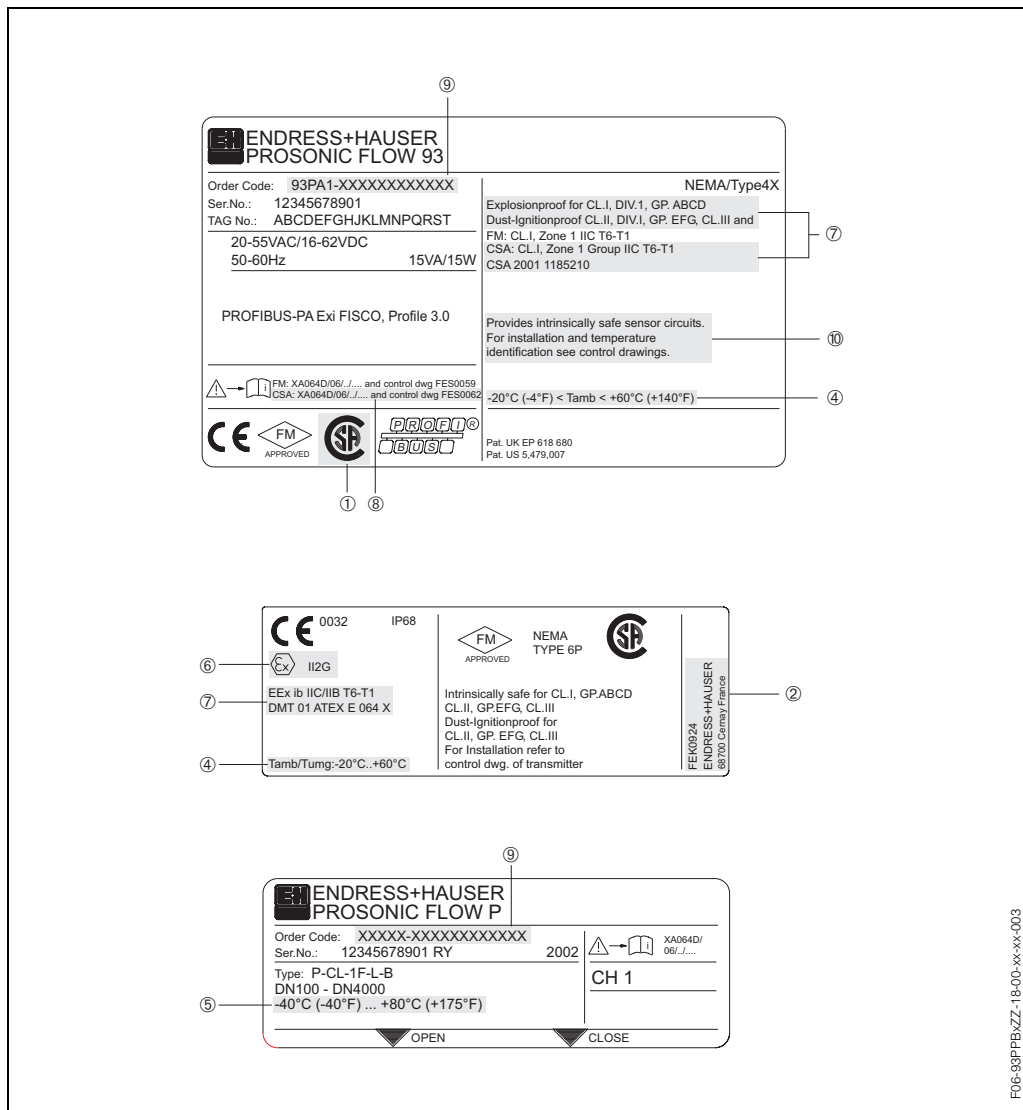 ⑨
E+H ENDRESS+HAUSER
PROSONIC FLOW 93
Order Code: 93PA1-XXXXXXXXXXXX
Ser.No.: 12345678901
TAG No.: ABCDEFGHJKLMNPQRST
20-55VAC/16-62VDC
50-60Hz 15VA/15W
PROFIBUS-PA Exi FISCO, Profile 3.0
i FM: XA064D/06/../.... and control dwg FES0059
CSA: XA064D/06/../.... and control dwg FES0062
CE FM APPROVED CSA PROFI BUS ®
NEMA/Type4X
Explosionproof for CL.I, DIV.1, GP. ABCD
Dust-Ignitionproof CL.II, DIV.I, GP. EFG, CL.III and
FM: CL.I, Zone 1 IIC T6-T1
CSA: CL.I, Zone 1 Group IIC T6-T1
CSA 2001 1185210
⑦
Provides intrinsically safe sensor circuits.
For installation and temperature
identification see control drawings.
⑩
-20°C (-4°F) < Tamb < +60°C (+140°F)
④
Pat. UK EP 618 680
Pat. US 5,479,007
① ⑧
CE 0032 IP68
⑥ Ex II2G
⑦ EEx ib IIC/IIB T6-T1
DMT 01 ATEX E 064 X
④ Tamb/Tumg:-20°C..+60°C
FM APPROVED
NEMA
TYPE 6P
CSA
Intrinsically safe for CL.I, GP.ABCD
CL.II, GP.EFG, CL.III
Dust-Ignitionproof for
CL.II, GP. EFG, CL.III
For Installation refer to
control dwg. of transmitter
FEK0924
ENDRESS+HAUSER
68700 Cernay France
②
⑨
E+H ENDRESS+HAUSER
PROSONIC FLOW P
Order Code: XXXXX-XXXXXXXXXXXX
Ser.No.: 12345678901 RY 2002
Type: P-CL-1F-L-B
DN100 - DN4000
⑤ -40°C (-40°F) ... +80°C (+175°F)
i XA064D/
06/../....
CH 1
OPEN CLOSE
F06-93PPBxZZ-18-00-xx-xx-003